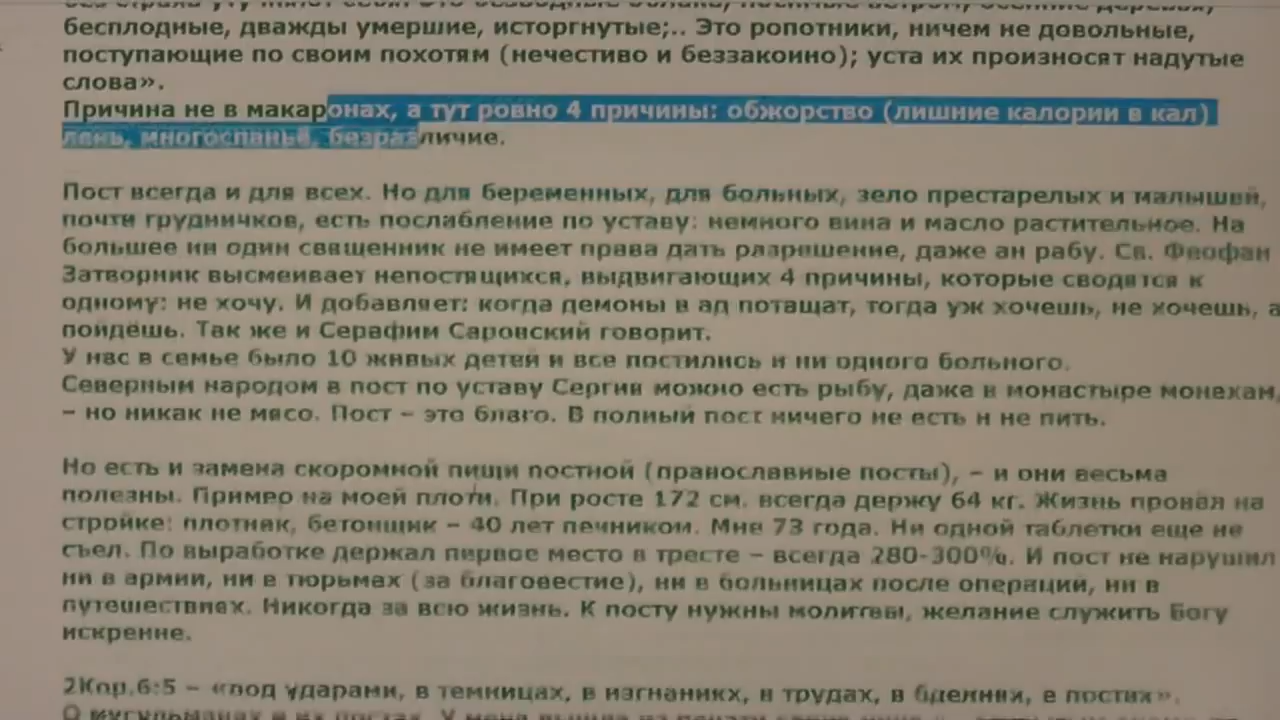 бесплодные, дважды умершие, исторгнутые;.. Это ропотники, ничем не довольные,
поступающие по своим похотям (нечестиво и беззаконно); уста их произносят надутые
слова».
Причина не в макаронах, а тут ровно 4 причины: обжорство (лишние калории в кал)
лень, многоспанье, безразличие.
Пост всегда и для всех. Но для беременных, для больных, зело престарелых и малышей,
почти грудничков, есть послабление по уставу: немного вина и масло растительное. На
большее ни один священник не имеет права дать разрешение, даже ан рабу. Св. Феофан
Затворник высмеивает непостящихся, выдвигающих 4 причины, которые сводятся к
одному: не хочу. И добавляет: когда демоны в ад потащат, тогда уж хочешь, не хочешь, а
пойдёшь. Так же и Серафим Саровский говорит.
У нас в семье было 10 живых детей и все постились и ни одного больного.
Северным народом в пост по уставу Сергия можно есть рыбу, даже в монастыре монахам,
– но никак не мясо. Пост – это благо. В полный пост ничего не есть и не пить.
Но есть и замена скоромной пищи постной (православные посты), – и они весьма
полезны. Пример на моей плоти. При росте 172 см. всегда держу 64 кг. Жизнь провёл на
стройке: плотник, бетонщик – 40 лет печником. Мне 73 года. Ни одной таблетки еще не
съел. По выработке держал первое место в тресте – всегда 280-300%. И пост не нарушил
ни в армии, ни в тюрьмах (за благовестие), ни в больницах после операций, ни в
путешествиях. Никогда за всю жизнь. К посту нужны молитвы, желание служить Богу
искренне.
2Кор.6:5 – «под ударами, в темницах, в изгнаниях, в трудах, в бдениях, в постах».
О мусульманах и их постах. У меня вышла из печати